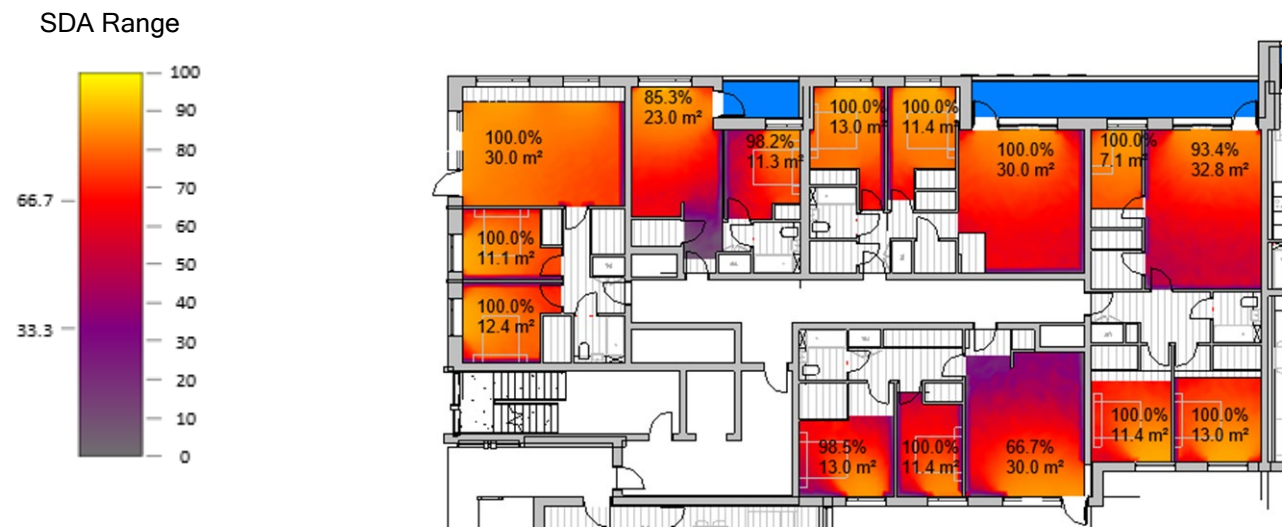 SDA Range
100
90
80
70
66.7
60
50
40
33.3
30
20
10
0
100.0%
30.0 m²
85.3%
23.0 m²
98.2%
11.3 m²
100.0%
13.0 m²
100.0%
11.4 m²
100.0%
30.0 m²
100.0%
7.1 m²
93.4%
32.8 m²
100.0%
11.1 m²
100.0%
12.4 m²
98.5%
13.0 m²
100.0%
11.4 m²
66.7%
30.0 m²
100.0%
11.4 m²
100.0%
13.0 m²